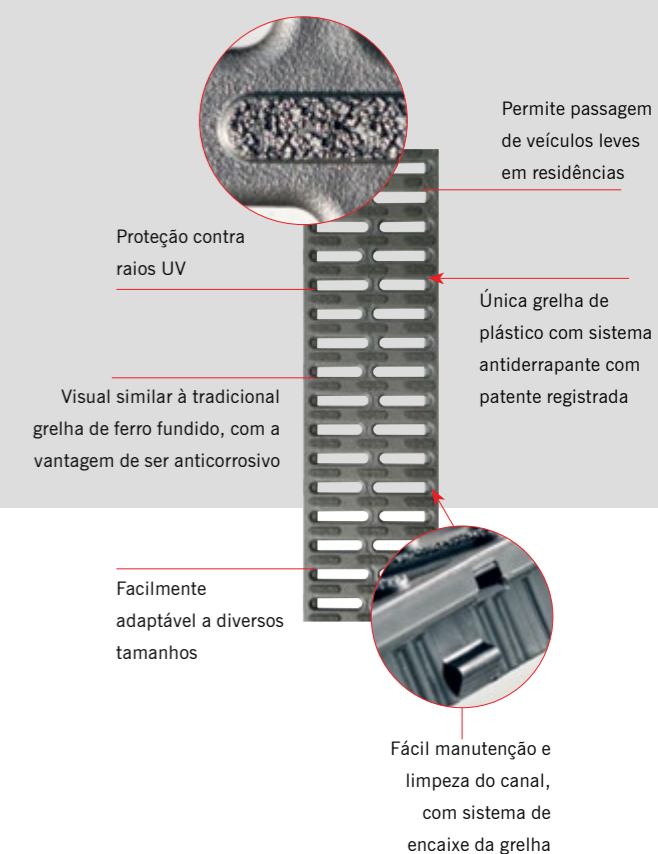 Permite passagem
de veículos leves
em residências
Proteção contra
raios UV
Única grelha de
plástico com sistema
antiderrapante com
patente registrada
Visual similar à tradicional
grelha de ferro fundido, com a
vantagem de ser anticorrosivo
Facilmente
adaptável a diversos
tamanhos
Fácil manutenção e
limpeza do canal,
com sistema de
encaixe da grelha